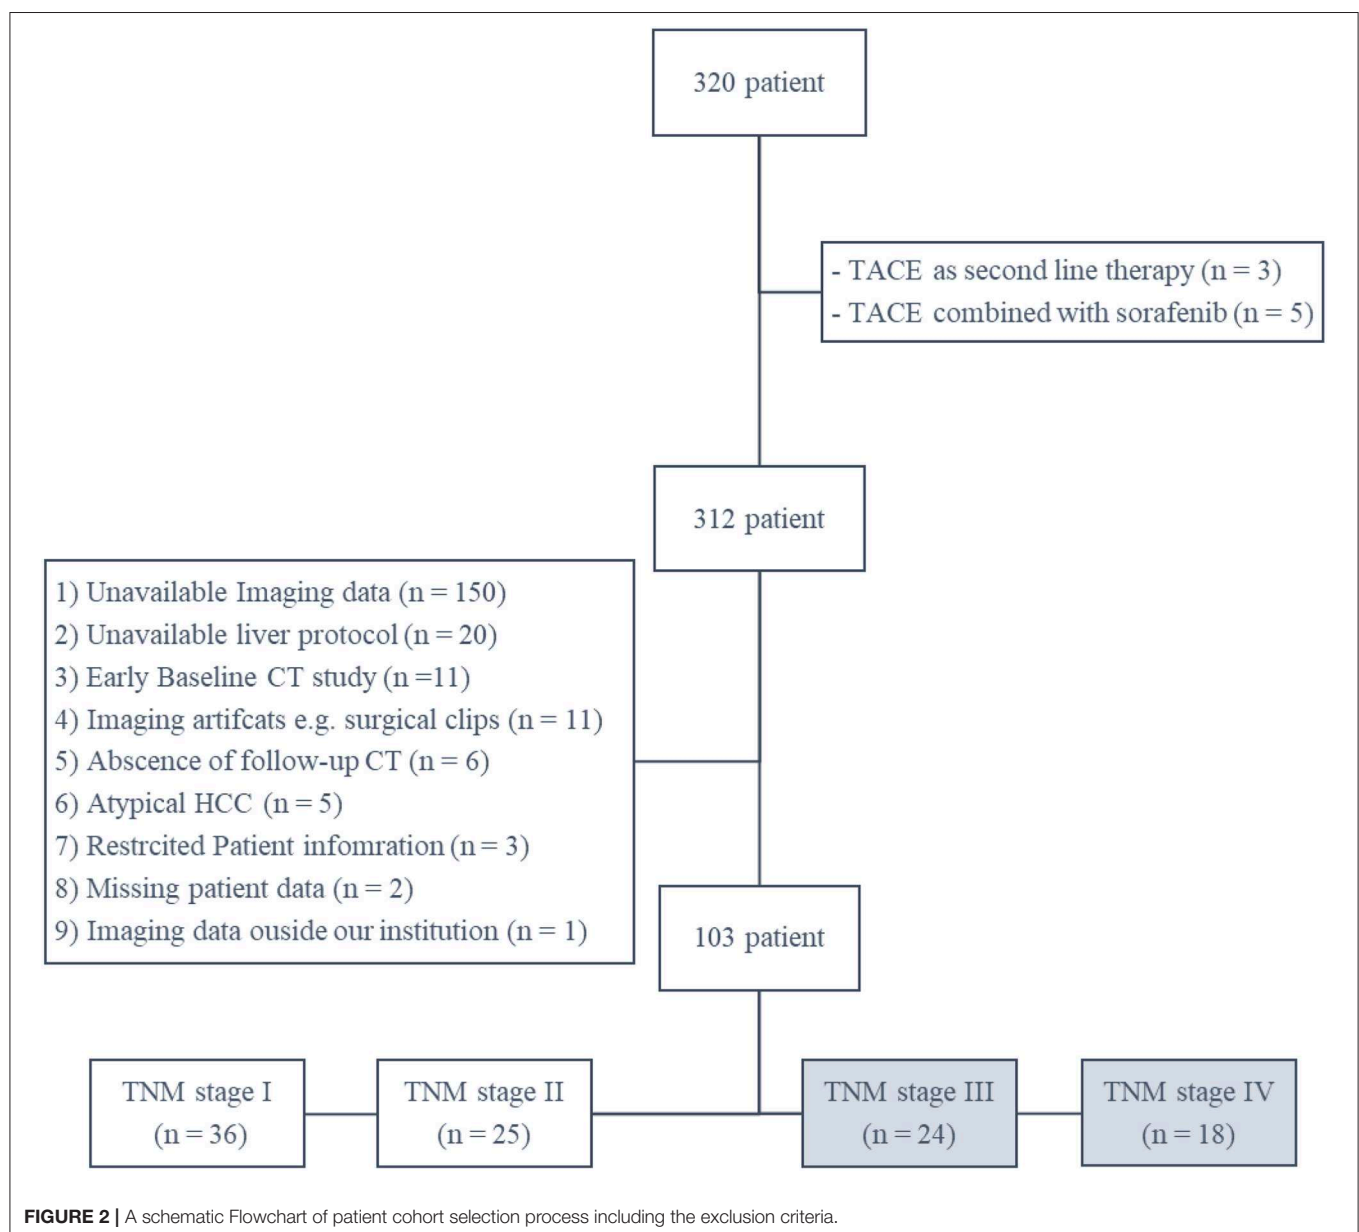 320 patient
- TACE as second line therapy (n = 3)
- TACE combined with sorafenib (n = 5)
312 patient
1) Unavailable Imaging data (n = 150)
2) Unavailable liver protocol (n = 20)
3) Early Baseline CT study (n =11)
4) Imaging artifcats e.g. surgical clips (n = 11)
5) Abscence of follow-up CT (n = 6)
6) Atypical HCC (n = 5)
7) Restrcited Patient infomration (n = 3)
8) Missing patient data (n = 2)
9) Imaging data ouside our institution (n = 1)
103 patient
TNM stage I
(n = 36)
TNM stage II
(n = 25)
TNM stage III
(n = 24)
TNM stage IV
(n = 18)
FIGURE 2 | A schematic Flowchart of patient cohort selection process including the exclusion criteria.